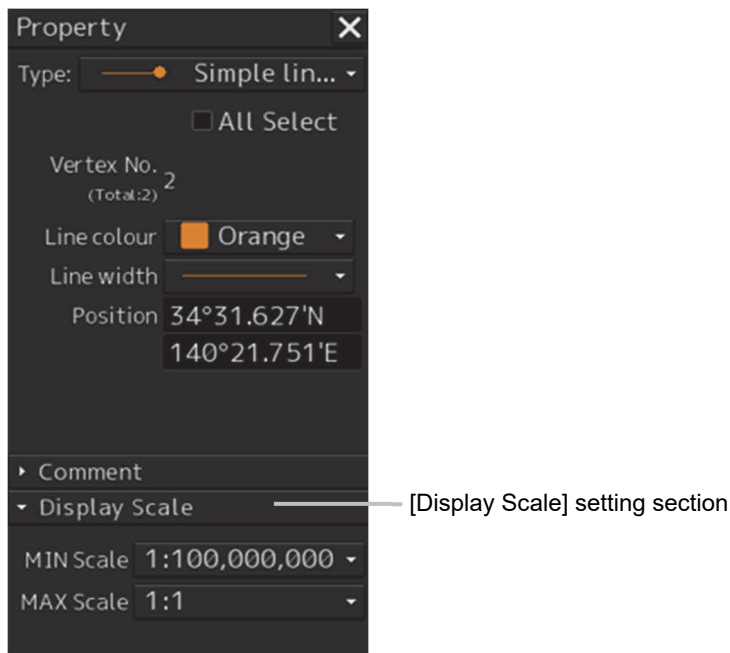 Property
Type: Simple lin...
All Select
Vertex No. 2
(Total:2)
Line colour Orange
Line width
Position 34°31.627'N
140°21.751'E
Comment
Display Scale
[Display Scale] setting section
MIN Scale 1:100,000,000
MAX Scale 1:1